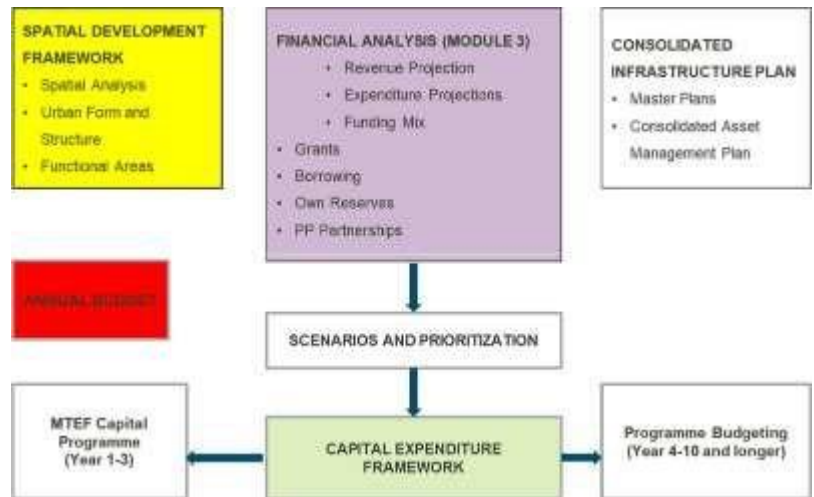 SPATIAL DEVELOPMENT
FRAMEWORK
• Spatial Analysis
• Urban Form and
Structure
• Functional Areas
FINANCIAL ANALYSIS (MODULE 3)
• Revenue Projection
• Expenditure Projections
• Funding Mix
• Grants
• Borrowing
• Own Reserves
• PP Partnerships
CONSOLIDATED
INFRASTRUCTURE PLAN
• Master Plans
• Consolidated Asset
Management Plan
ANNUAL BUDGET
SCENARIOS AND PRIORITIZATION
MTEF Capital
Programme
(Year 1-3)
CAPITAL EXPENDITURE
FRAMEWORK
Programme Budgeting
(Year 4-10 and longer)